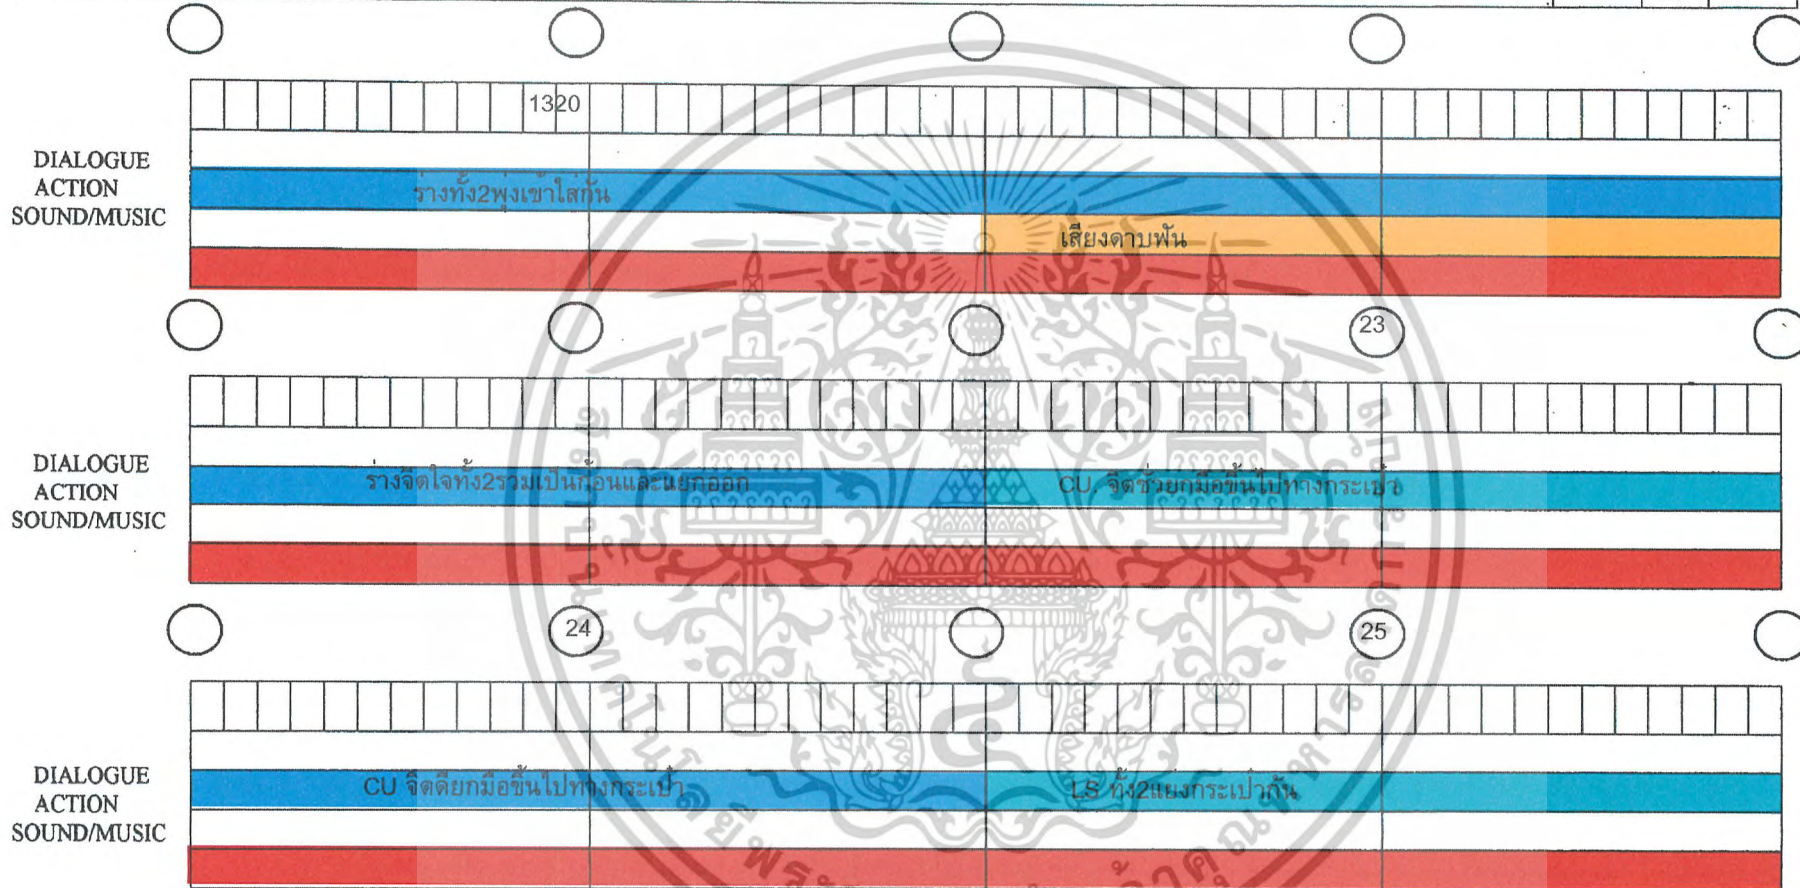 1320
DIALOGUE
ACTION
SOUND/MUSIC
ร่างทั้ง2พุ่งเข้าใส่กัน
เสียงดาบฟัน
23
DIALOGUE
ACTION
SOUND/MUSIC
ร่างจิตใจทั้ง2รวมเป็นก้อนและแยกออก
CU. จิตชั่วยกมือขึ้นไปทางกระเป๋า
24
25
DIALOGUE
ACTION
SOUND/MUSIC
CU จิตดียกมือขึ้นไปทางกระเป๋า
LS ทั้ง2แย่งกระเป๋ากัน